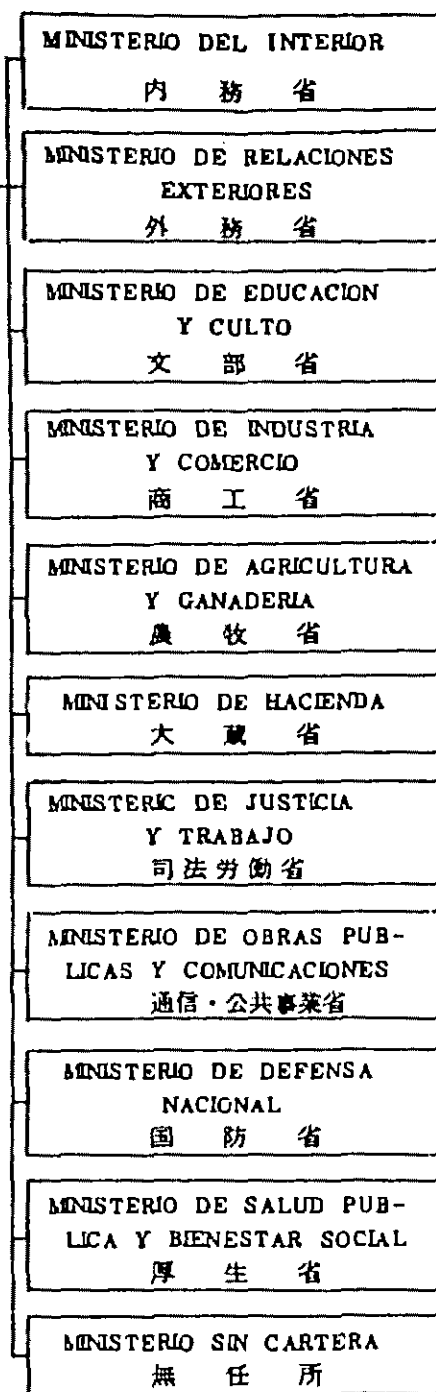 MINISTERIO DEL INTERIOR
内務省
MINISTERIO DE RELACIONES
EXTERIORES
外務省
MINISTERIO DE EDUCACION
Y CULTO
文部省
MINISTERIO DE INDUSTRIA
Y COMERCIO
商工省
MINISTERIO DE AGRICULTURA
Y GANADERIA
農牧省
MINISTERIO DE HACIENDA
大蔵省
MINISTERIC DE JUSTICIA
Y TRABAJO
司法労働省
MINISTERIO DE OBRAS PUB-
LICAS Y COMUNICACIONES
通信・公共事業省
MINISTERIO DE DEFENSA
NACIONAL
国防省
MINISTERIO DE SALUD PUB-
LICA Y BIENESTAR SOCIAL
厚生省
MINISTERIO SIN CARTERA
無任所